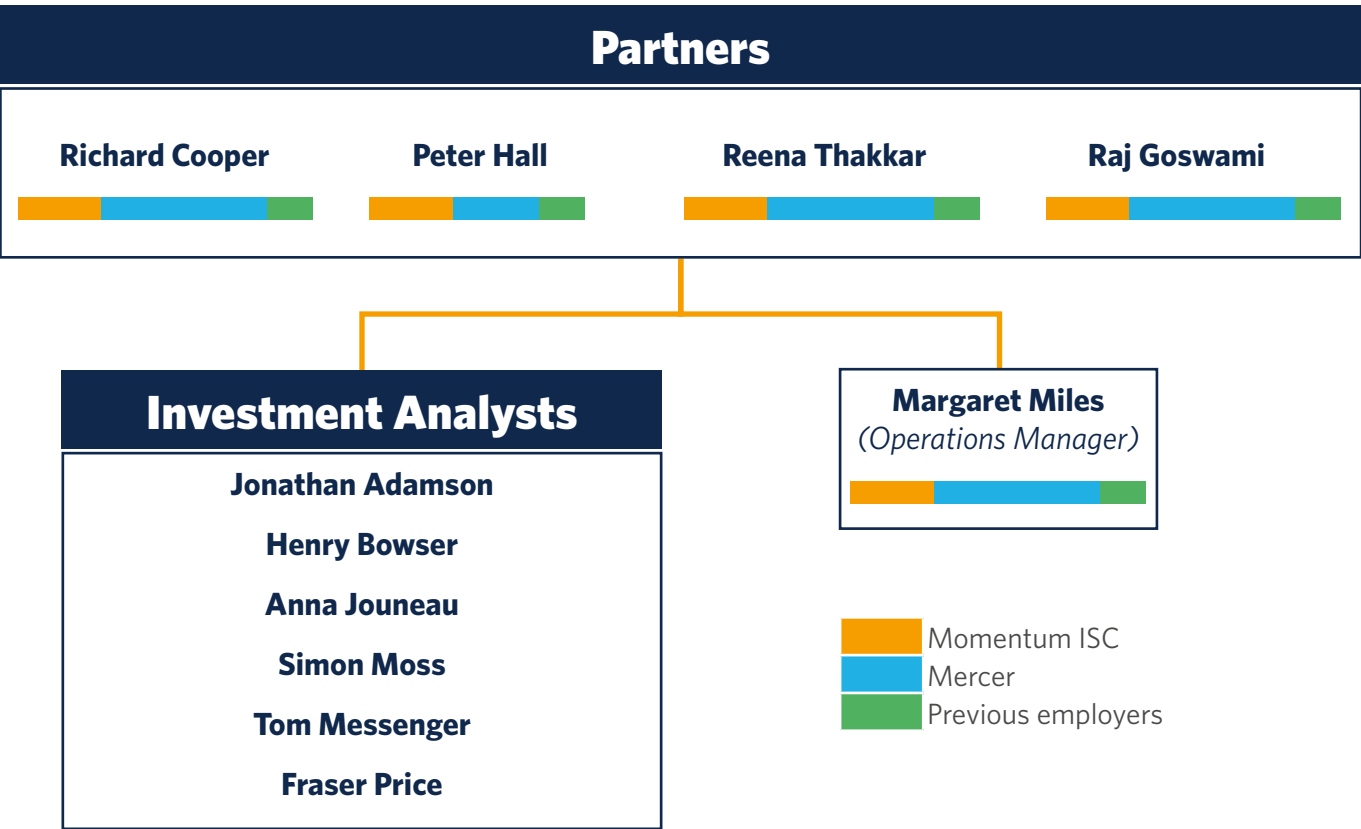 Partners
Richard Cooper
Peter Hall
Reena Thakkar
Raj Goswami
Investment Analysts
Jonathan Adamson
Henry Bowser
Anna Jouneau
Simon Moss
Tom Messenger
Fraser Price
Margaret Miles
(Operations Manager)
Momentum ISC
Mercer
Previous employers